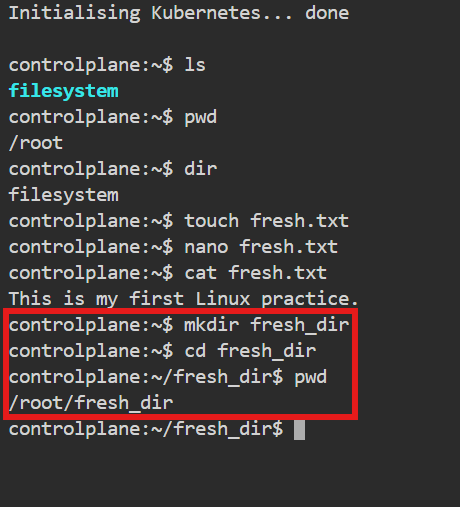 Initialising Kubernetes... done
controlplane:~$ ls
filesystem
controlplane:~$ pwd
/root
controlplane:~$ dir
filesystem
controlplane:~$ touch fresh.txt
controlplane:~$ nano fresh.txt
controlplane:~$ cat fresh.txt
This is my first Linux practice.
controlplane:~$ mkdir fresh_dir
controlplane:~$ cd fresh_dir
controlplane:~/fresh_dir$ pwd
/root/fresh_dir
controlplane:~/fresh_dir$